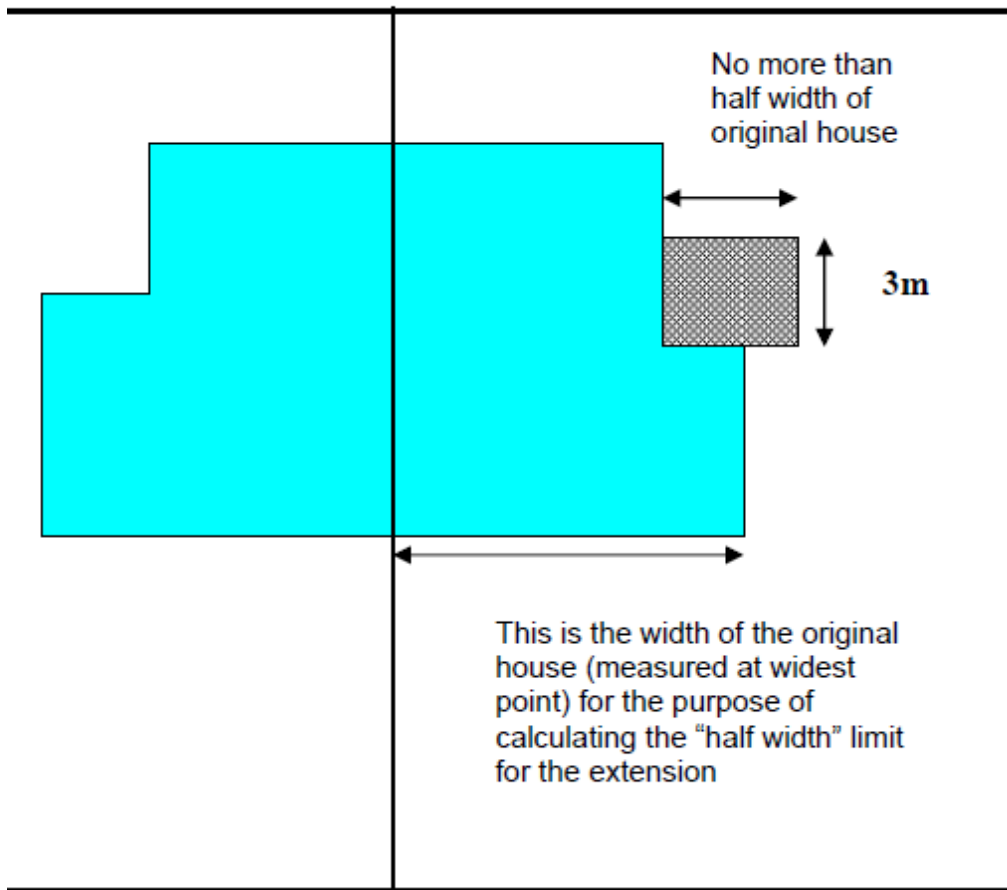 No more than
half width of
original house
3m
This is the width of the original
house (measured at widest
point) for the purpose of
calculating the “half width” limit
for the extension